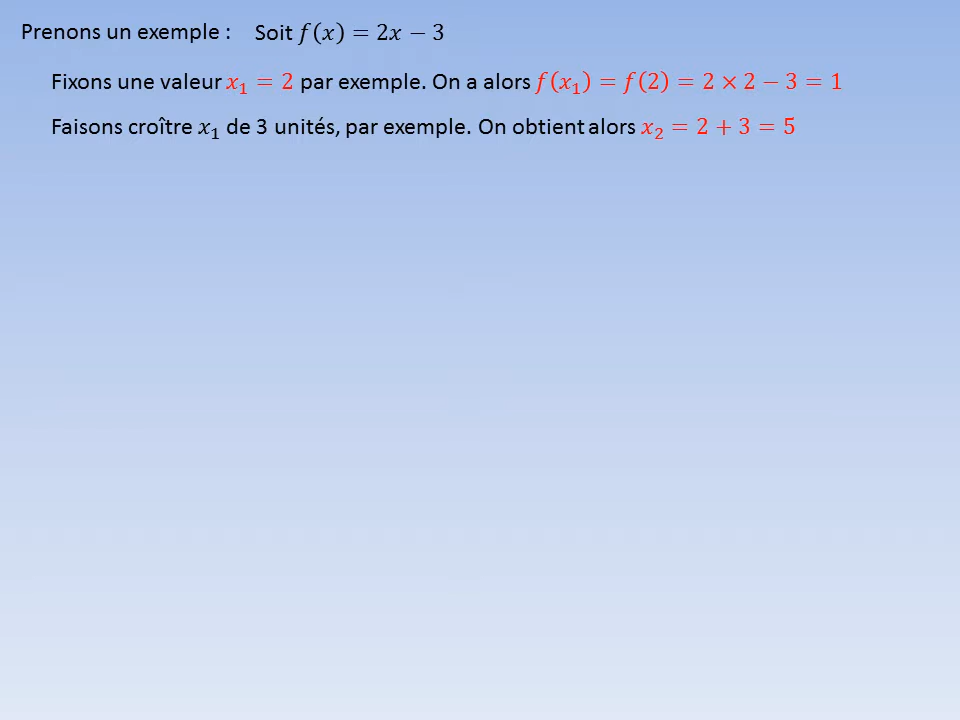 Prenons un exemple : Soit 𝑓(𝑥) = 2𝑥 − 3
Fixons une valeur 𝑥₁ = 2 par exemple. On a alors 𝑓(𝑥₁) = 𝑓(2) = 2 × 2 − 3 = 1
Faisons croître 𝑥₁ de 3 unités, par exemple. On obtient alors 𝑥₂ = 2 + 3 = 5